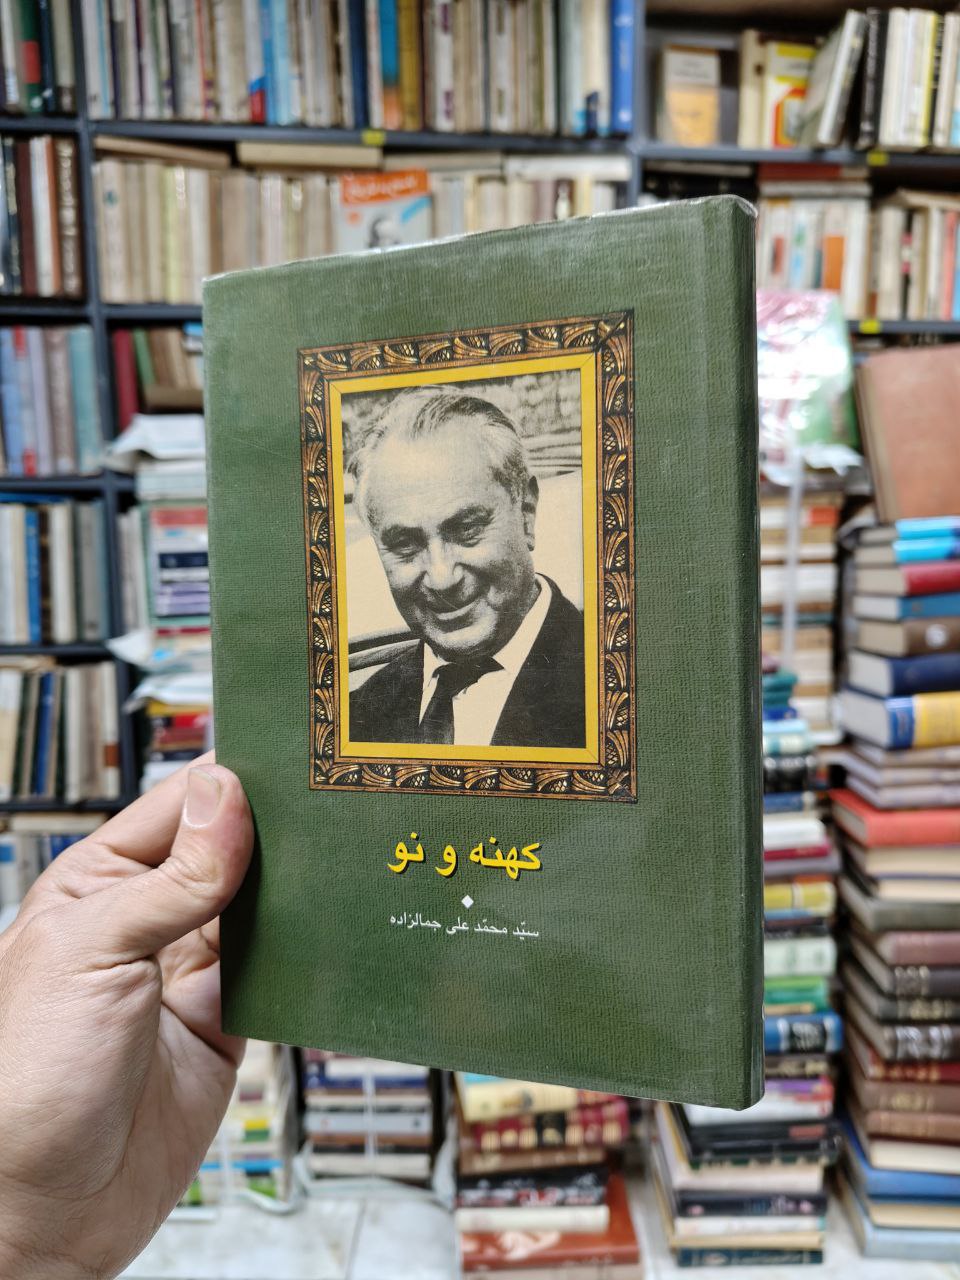 کهنه و نو
سیّد محمّد علی جمالزاده